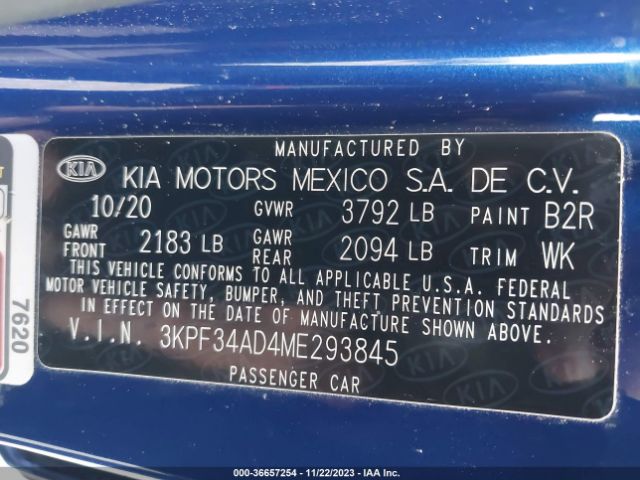 MANUFACTURED BY
KIA KIA MOTORS MEXICO S.A. DE C.V.
10/20 GVWR 3792 LB PAINT B2R
GAWR FRONT 2183 LB GAWR REAR 2094 LB TRIM WK
THIS VEHICLE CONFORMS TO ALL APPLICABLE U.S.A. FEDERAL
MOTOR VEHICLE SAFETY, BUMPER, AND THEFT PREVENTION STANDARDS
IN EFFECT ON THE DATE OF MANUFACTURE SHOWN ABOVE.
V.I.N. 3KPF34AD4ME293845
PASSENGER CAR
7620
© 36657254 - 11/22/2023 - IAA